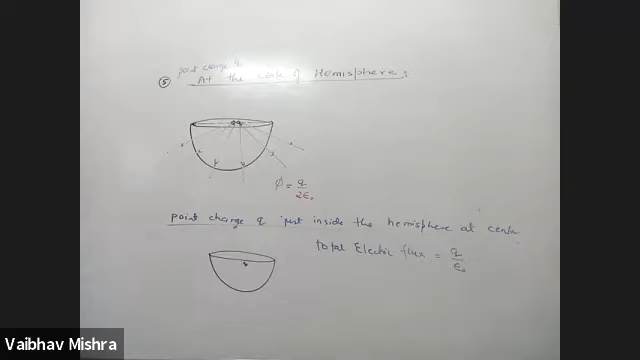 point charge q
⑤ At the centre of Hemisphere:
q
φ = q/2ε₀
point charge q just inside the hemisphere at centre
Total Electric flux = q/ε₀
Vaibhav Mishra